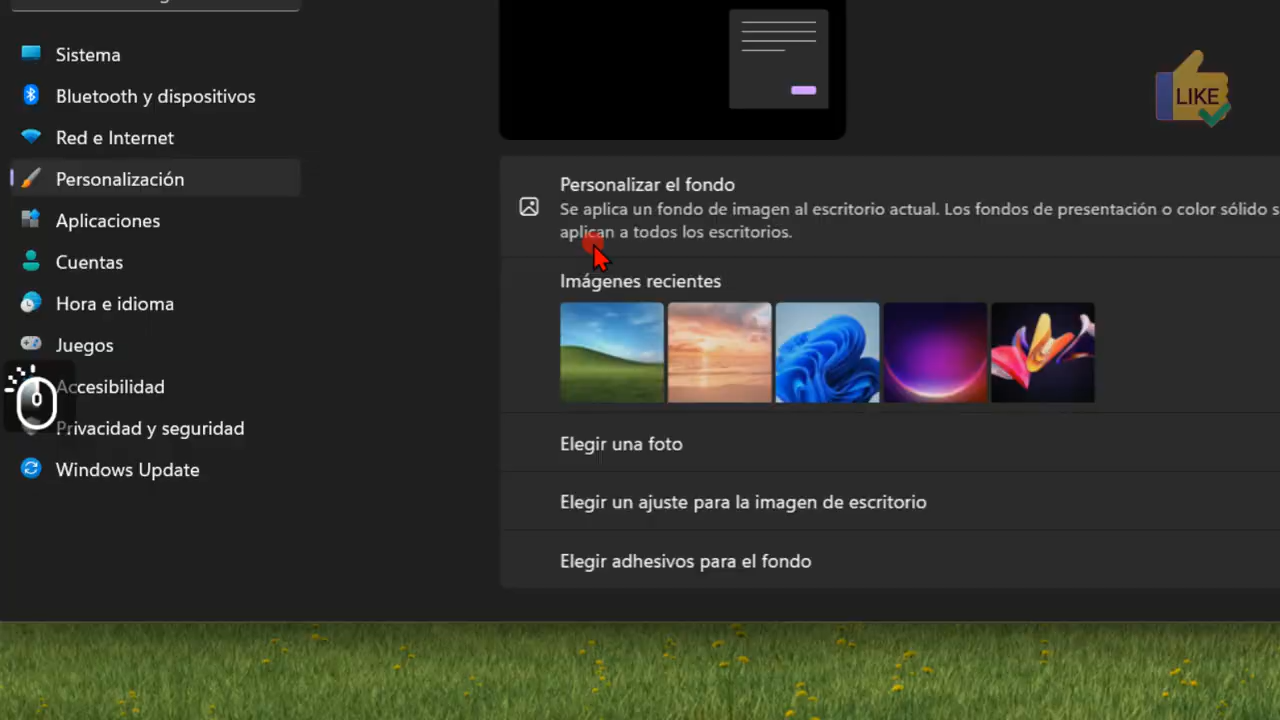 Sistema
Bluetooth y dispositivos
Red e Internet
Personalización
Aplicaciones
Cuentas
Hora e idioma
Juegos
Accesibilidad
Privacidad y seguridad
Windows Update
LIKE
Personalizar el fondo
Se aplica un fondo de imagen al escritorio actual. Los fondos de presentación o color sólido s
aplican a todos los escritorios.
Imágenes recientes
Elegir una foto
Elegir un ajuste para la imagen de escritorio
Elegir adhesivos para el fondo